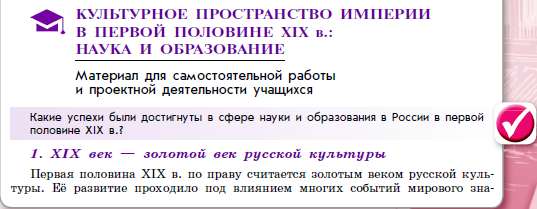 КУЛЬТУРНОЕ ПРОСТРАНСТВО ИМПЕРИИ
В ПЕРВОЙ ПОЛОВИНЕ XIX в.:
НАУКА И ОБРАЗОВАНИЕ
Материал для самостоятельной работы
и проектной деятельности учащихся
Какие успехи были достигнуты в сфере науки и образования в России в первой
половине XIX в.?
1. XIX век — золотой век русской культуры
Первая половина XIX в. по праву считается золотым веком русской куль-
туры. Её развитие проходило под влиянием многих событий мирового зна-